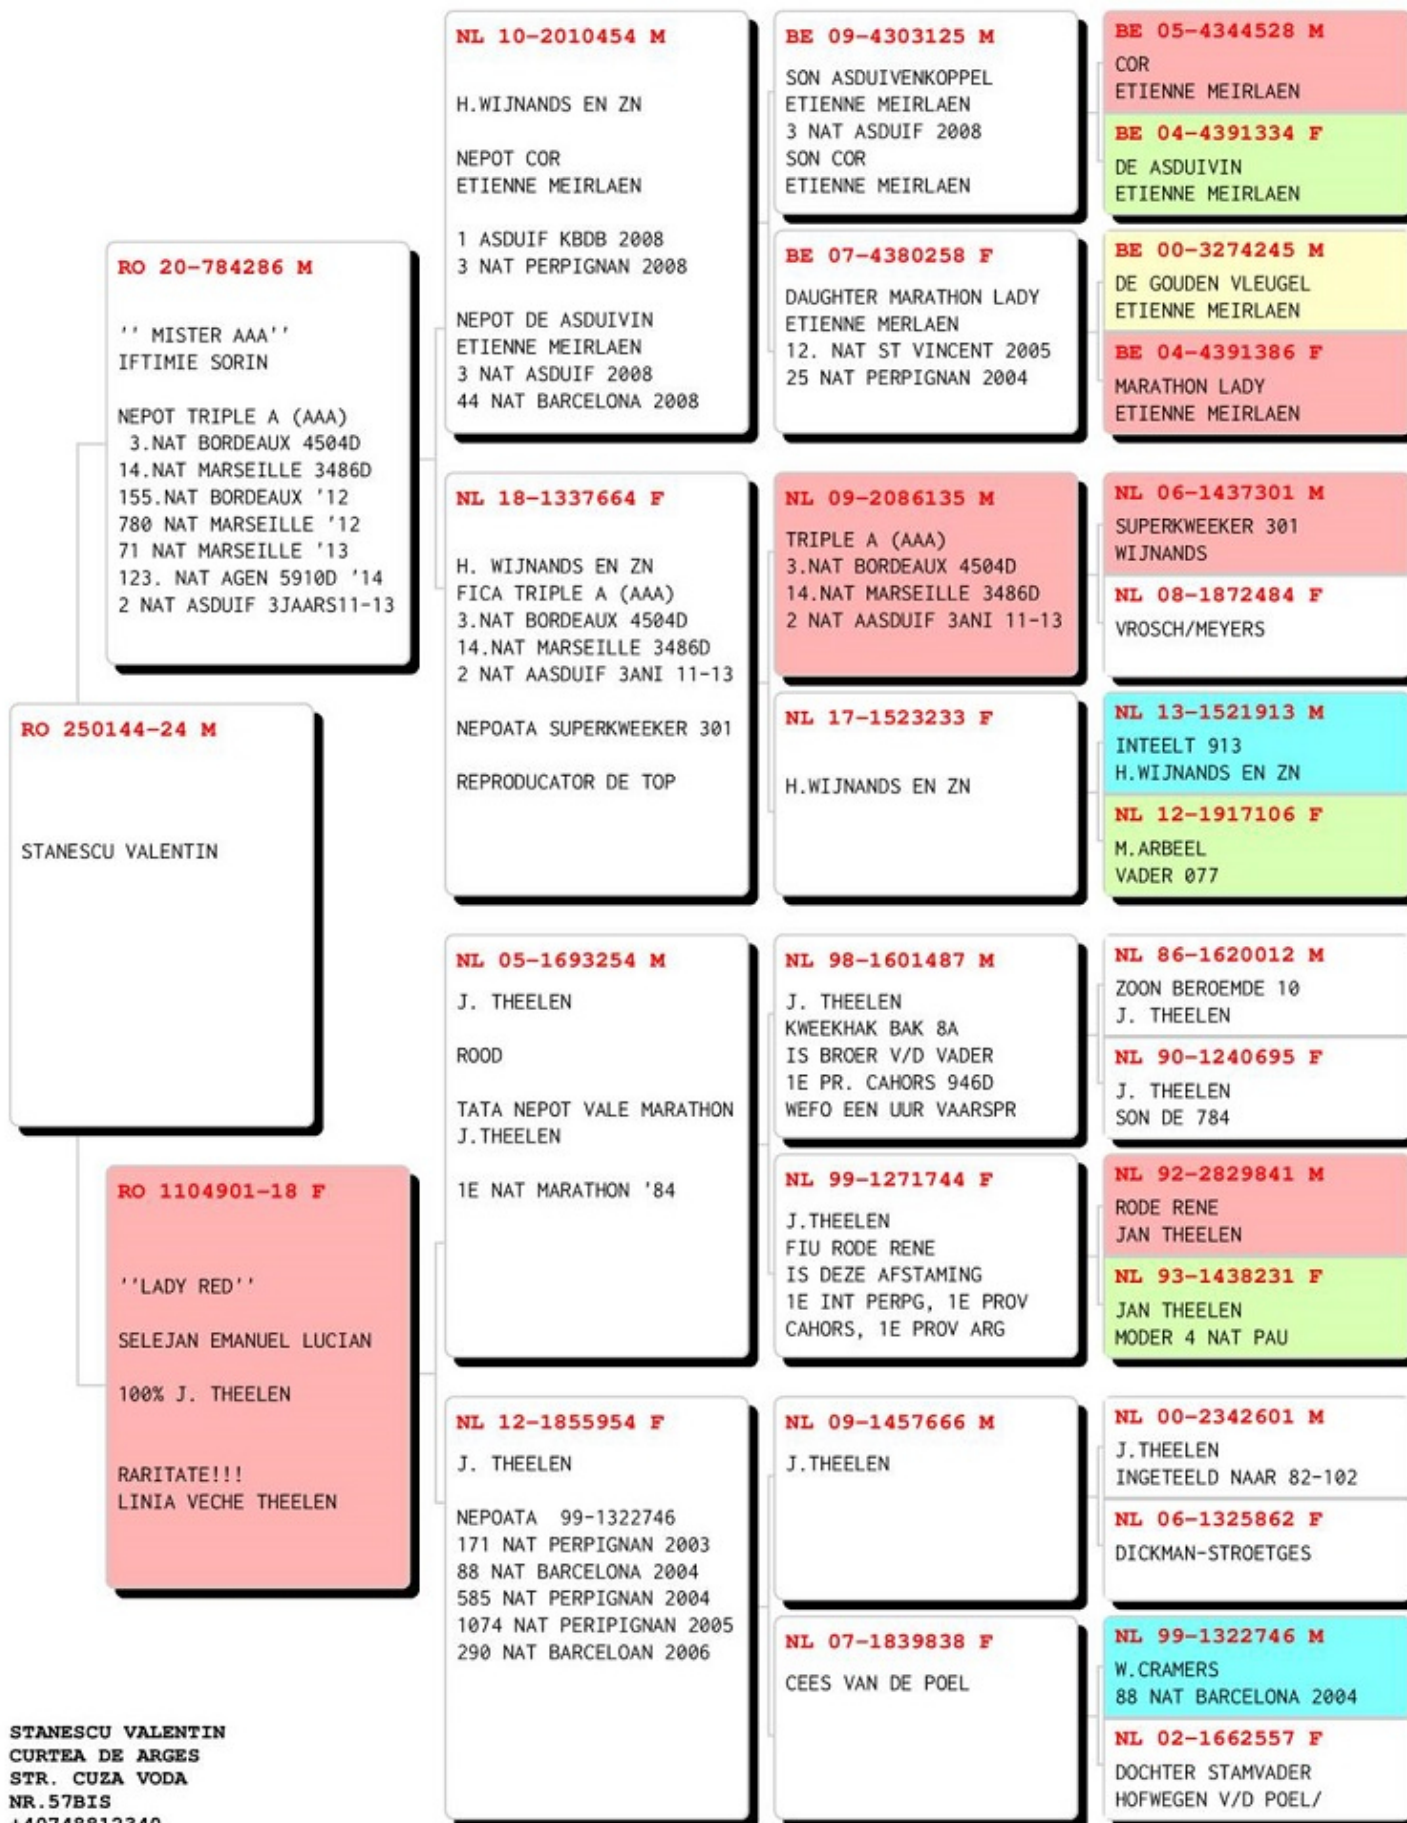 RO 250144-24 M
STANESCU VALENTIN
RO 20-784286 M
'' MISTER AAA''
IFTIMIE SORIN
NEPOT TRIPLE A (AAA)
3.NAT BORDEAUX 4504D
14.NAT MARSEILLE 3486D
155.NAT BORDEAUX '12
780 NAT MARSEILLE '12
71 NAT MARSEILLE '13
123. NAT AGEN 5910D '14
2 NAT ASDUIF 3JAARS11-13
RO 1104901-18 F
''LADY RED''
SELEJAN EMANUEL LUCIAN
100% J. THEELEN
RARITATE!!!
LINIA VECHE THEELEN
NL 10-2010454 M
H.WIJNANDS EN ZN
NEPOT COR
ETIENNE MEIRLAEN
1 ASDUIF KBDB 2008
3 NAT PERPIGNAN 2008
NEPOT DE ASDUIVIN
ETIENNE MEIRLAEN
3 NAT ASDUIF 2008
44 NAT BARCELONA 2008
NL 18-1337664 F
H. WIJNANDS EN ZN
FICA TRIPLE A (AAA)
3.NAT BORDEAUX 4504D
14.NAT MARSEILLE 3486D
2 NAT AASDUIF 3ANI 11-13
NEPOATA SUPERKWEEKER 301
REPRODUCATOR DE TOP
NL 05-1693254 M
J. THEELEN
ROOD
TATA NEPOT VALE MARATHON
J.THEELEN
1E NAT MARATHON '84
NL 12-1855954 F
J. THEELEN
NEPOATA 99-1322746
171 NAT PERPIGNAN 2003
88 NAT BARCELONA 2004
585 NAT PERPIGNAN 2004
1074 NAT PERIPIGNAN 2005
290 NAT BARCELOAN 2006
BE 09-4303125 M
SON ASDUIVENKOPPEL
ETIENNE MEIRLAEN
3 NAT ASDUIF 2008
SON COR
ETIENNE MEIRLAEN
BE 07-4380258 F
DAUGHTER MARATHON LADY
ETIENNE MERLAEN
12. NAT ST VINCENT 2005
25 NAT PERPIGNAN 2004
NL 09-2086135 M
TRIPLE A (AAA)
3.NAT BORDEAUX 4504D
14.NAT MARSEILLE 3486D
2 NAT AASDUIF 3ANI 11-13
NL 17-1523233 F
H.WIJNANDS EN ZN
NL 98-1601487 M
J. THEELEN
KWEEKHAK BAK 8A
IS BROER V/D VADER
1E PR. CAHORS 946D
WEFO EEN UUR VAARSPR
NL 99-1271744 F
J.THEELEN
FIU RODE RENE
IS DEZE AFSTAMING
1E INT PERPG, 1E PROV
CAHORS, 1E PROV ARG
NL 09-1457666 M
J.THEELEN
NL 07-1839838 F
CEES VAN DE POEL
BE 05-4344528 M
COR
ETIENNE MEIRLAEN
BE 04-4391334 F
DE ASDUIVIN
ETIENNE MEIRLAEN
BE 00-3274245 M
DE GOUDEN VLEUGEL
ETIENNE MEIRLAEN
BE 04-4391386 F
MARATHON LADY
ETIENNE MEIRLAEN
NL 06-1437301 M
SUPERKWEEKER 301
WIJNANDS
NL 08-1872484 F
VROSCH/MEYERS
NL 13-1521913 M
INTEELT 913
H.WIJNANDS EN ZN
NL 12-1917106 F
M.ARBEEL
VADER 077
NL 86-1620012 M
ZOON BEROEMDE 10
J. THEELEN
NL 90-1240695 F
J. THEELEN
SON DE 784
NL 92-2829841 M
RODE RENE
JAN THEELEN
NL 93-1438231 F
JAN THEELEN
MODER 4 NAT PAU
NL 00-2342601 M
J.THEELEN
INGETEELD NAAR 82-102
NL 06-1325862 F
DICKMAN-STROETGES
NL 99-1322746 M
W.CRAMERS
88 NAT BARCELONA 2004
NL 02-1662557 F
DOCHTER STAMVADER
HOFWEGEN V/D POEL/
STANESCU VALENTIN
CURTEA DE ARGES
STR. CUZA VODA
NR.57BIS